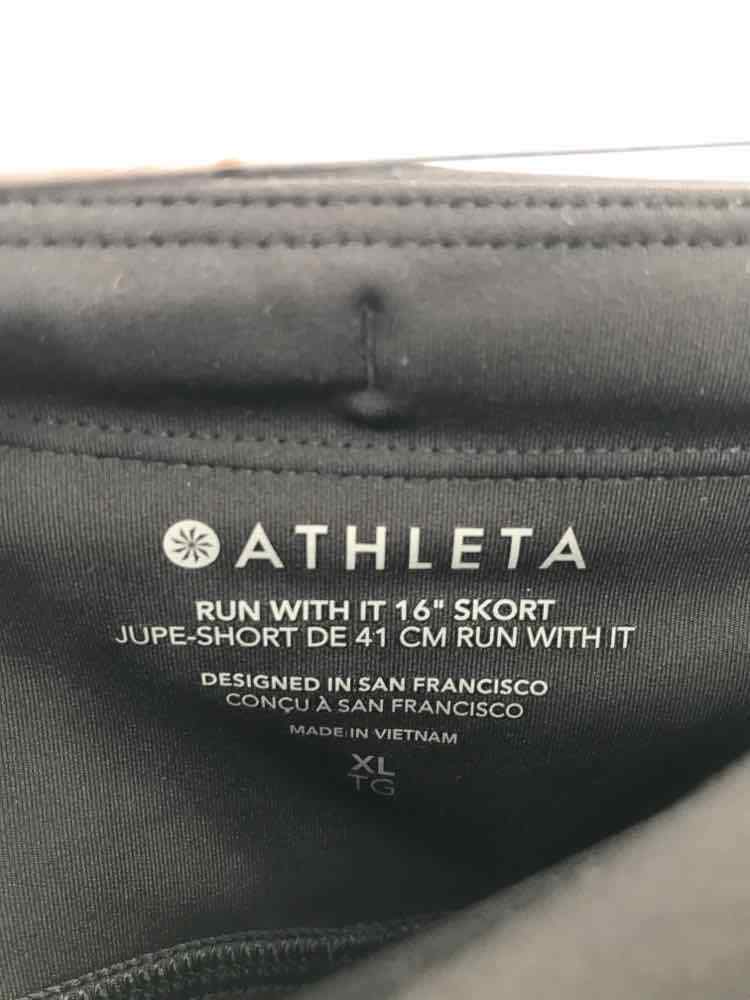 ATHLETA
RUN WITH IT 16" SKORT
JUPE-SHORT DE 41 CM RUN WITH IT
DESIGNED IN SAN FRANCISCO
CONÇU À SAN FRANCISCO
MADE IN VIETNAM
XL
TG